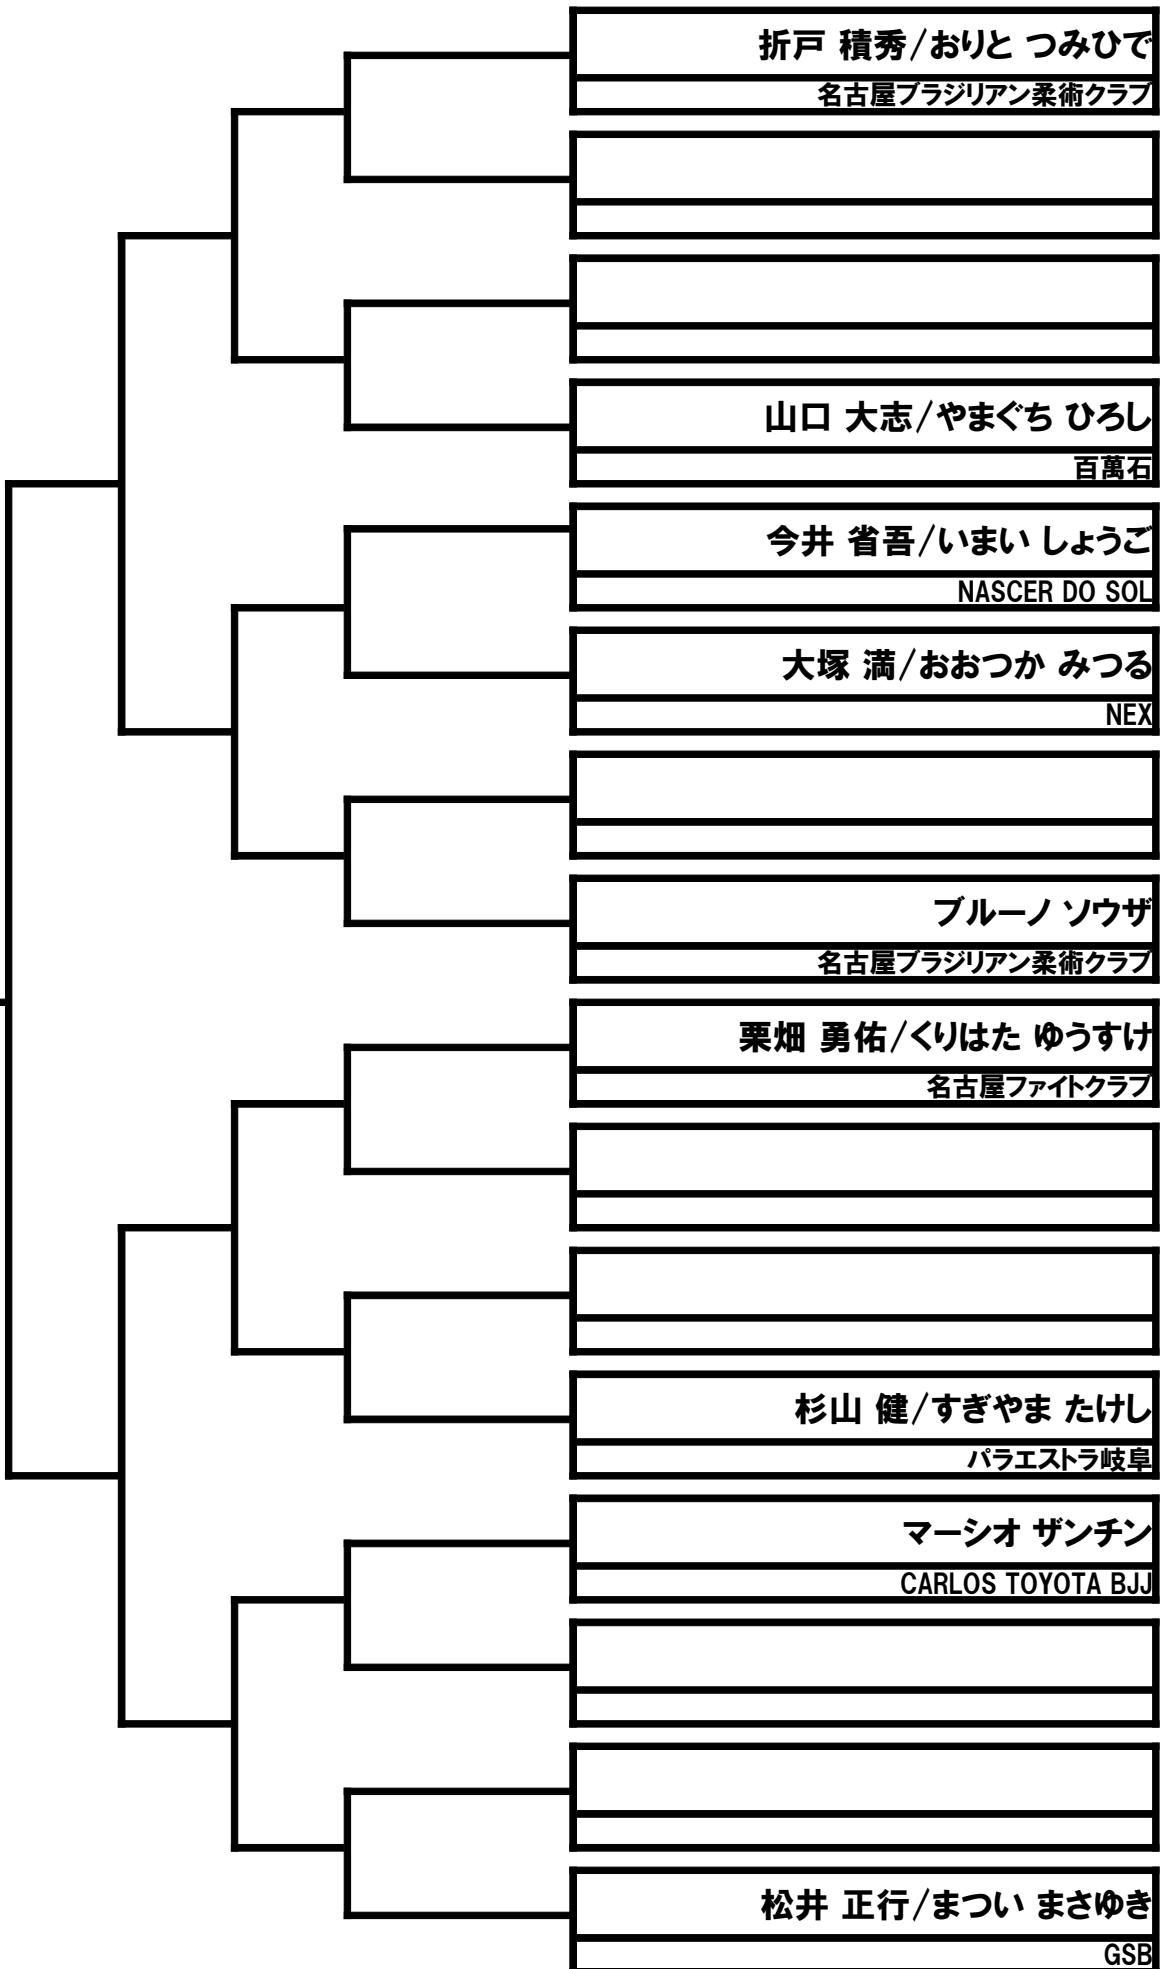 折戸 積秀/おりと つみひで
名古屋ブラジリアン柔術クラブ
山口 大志/やまぐち ひろし
百萬石
今井 省吾/いまい しょうご
NASCER DO SOL
大塚 満/おおつか みつる
NEX
ブルーノ ソウザ
名古屋ブラジリアン柔術クラブ
栗畑 勇佑/くりはた ゆうすけ
名古屋ファイトクラブ
杉山 健/すぎやま たけし
パラエストラ岐阜
マーシオ ザンチン
CARLOS TOYOTA BJJ
松井 正行/まつい まさゆき
GSB